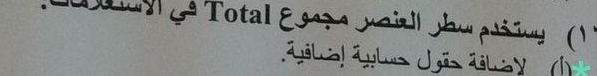 ١) يستخدم سطر العنصر مجموع Total في الاستعلامات:
(أ) لإضافة حقول حسابية إضافية.